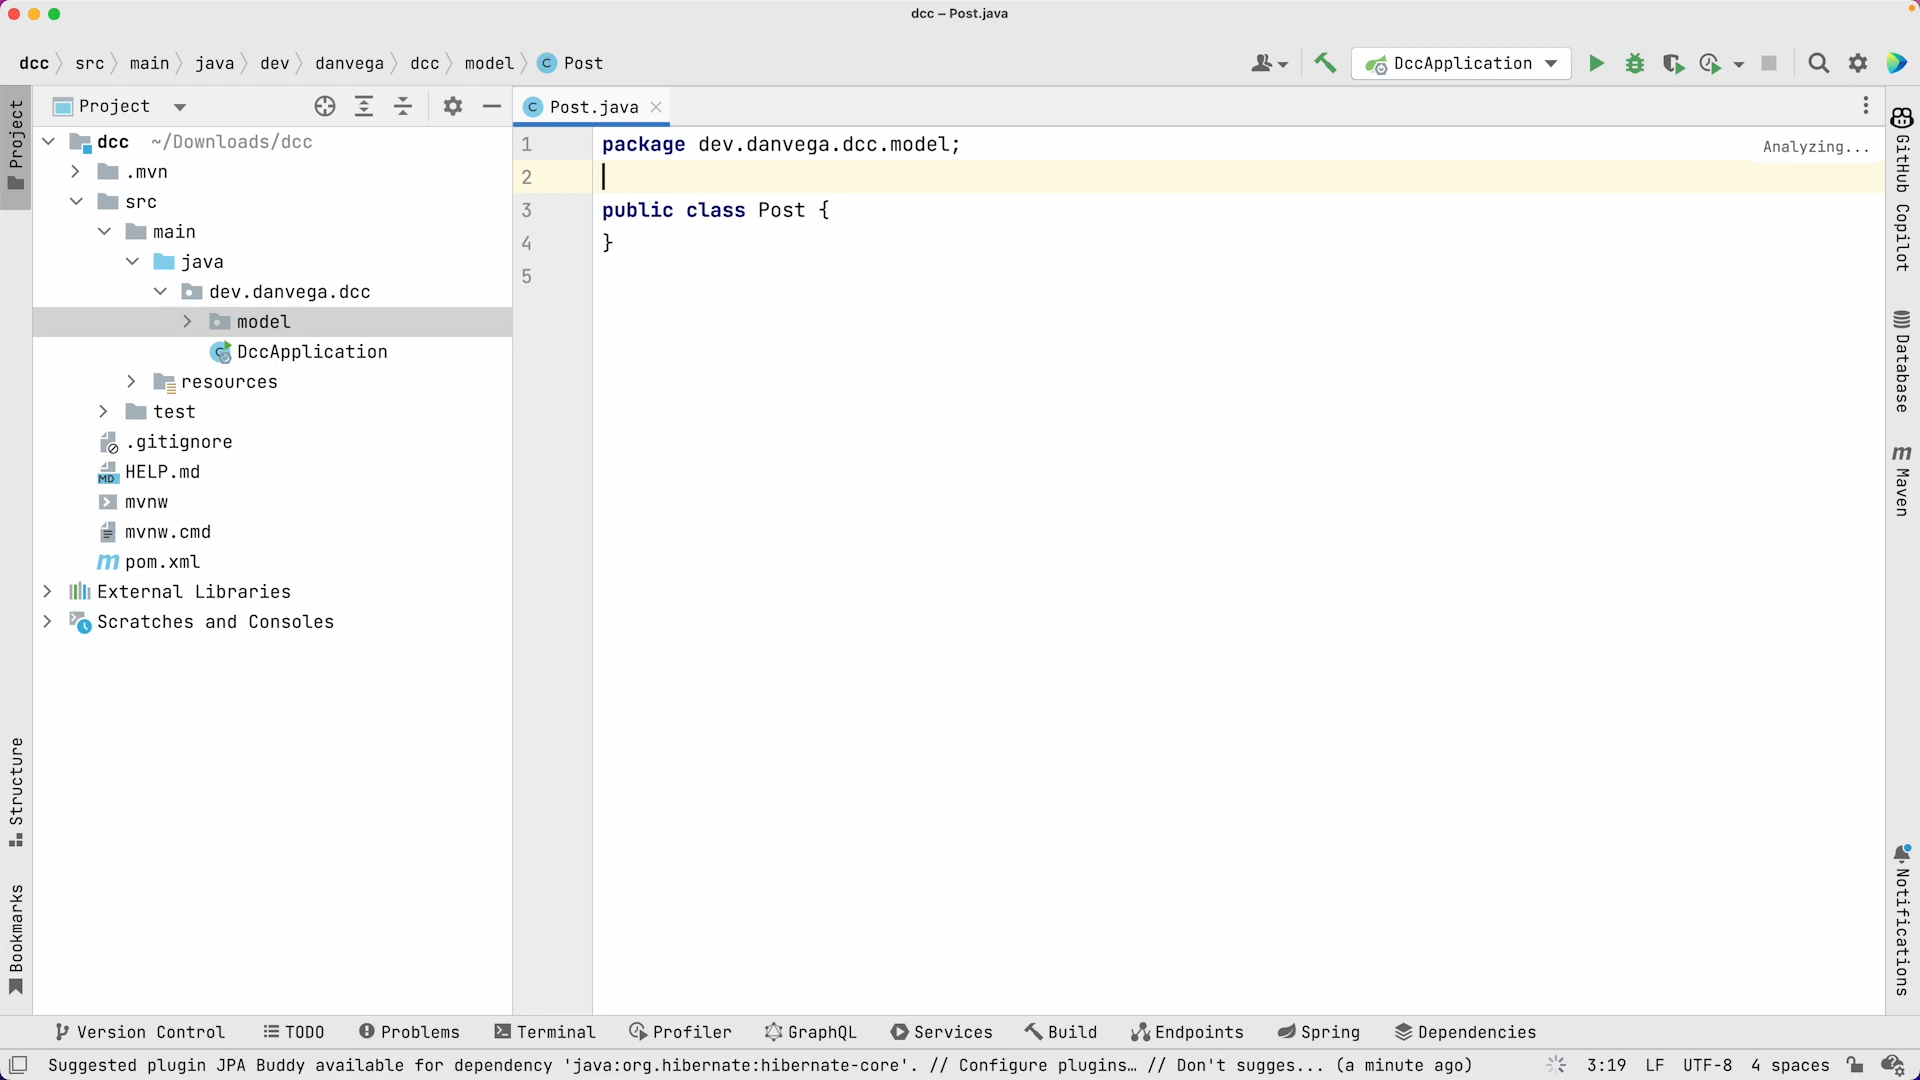 dcc – Post.java
dcc src main java dev danvega dcc model Post
DccApplication
Project
Post.java
Project
dcc ~/Downloads/dcc
.mvn
src
main
java
dev.danvega.dcc
model
DccApplication
resources
test
.gitignore
HELP.md
mvnw
mvnw.cmd
pom.xml
External Libraries
Scratches and Consoles
1 package dev.danvega.dcc.model;
Analyzing...
2
3 public class Post {
4 }
5
GitHub Copilot
Database
Maven
Notifications
Structure
Bookmarks
Version Control TODO Problems Terminal Profiler GraphQL Services Build Endpoints Spring Dependencies
Suggested plugin JPA Buddy available for dependency 'java:org.hibernate:hibernate-core'. // Configure plugins… // Don't sugges... (a minute ago) 3:19 LF UTF-8 4 spaces